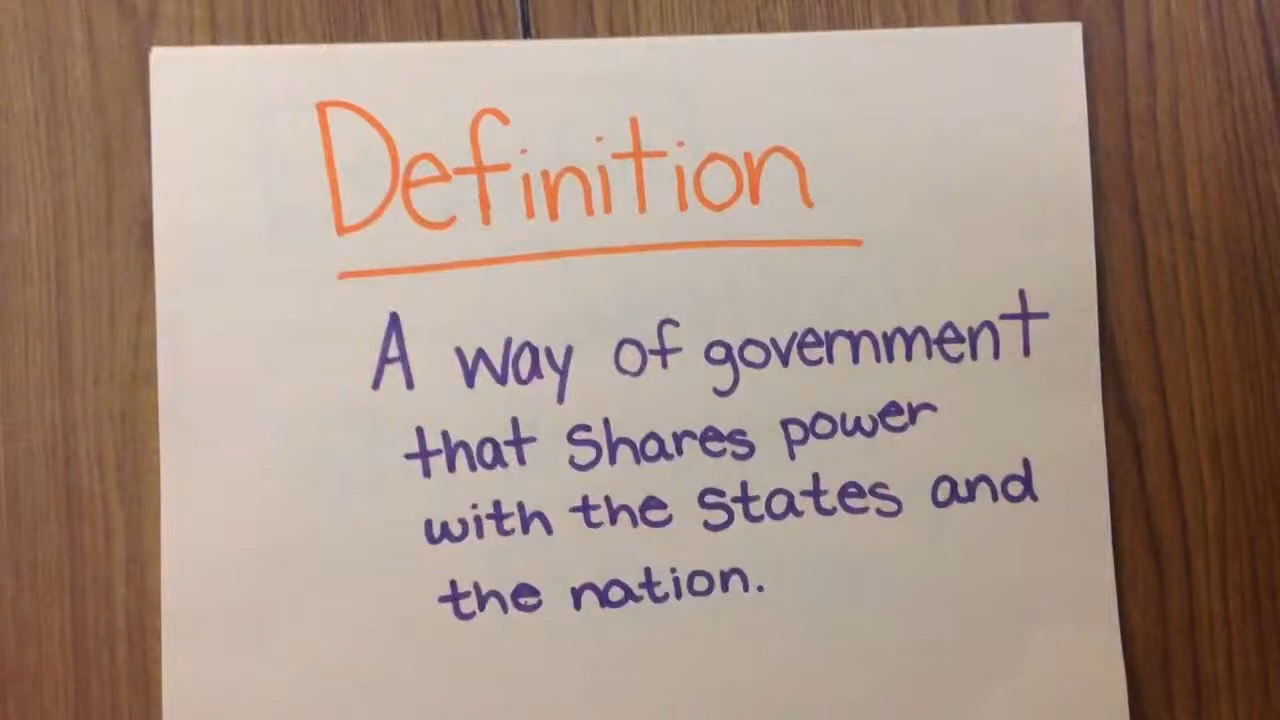 Definition
A way of government
that shares power
with the states and
the nation.